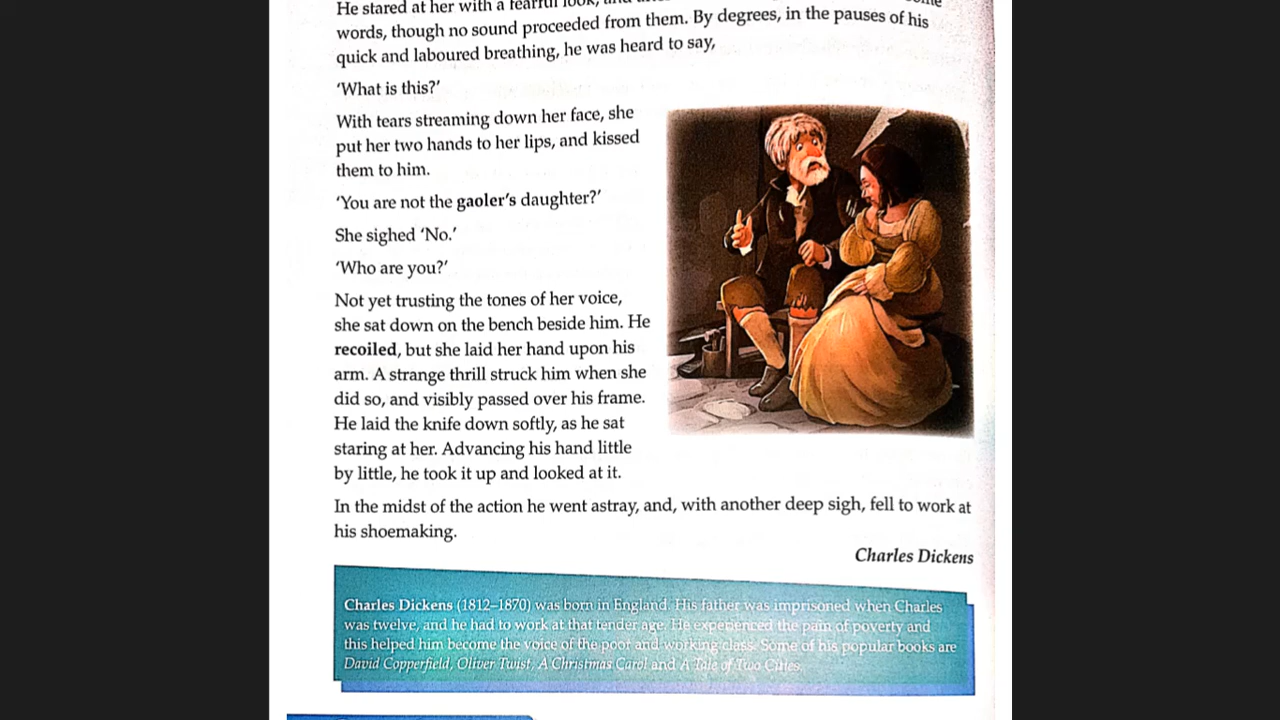 He stared at her with a fearful look, and
words, though no sound proceeded from them. By degrees, in the pauses of his
quick and laboured breathing, he was heard to say,
‘What is this?’
With tears streaming down her face, she
put her two hands to her lips, and kissed
them to him.
‘You are not the gaoler’s daughter?’
She sighed ‘No.’
‘Who are you?’
Not yet trusting the tones of her voice,
she sat down on the bench beside him. He
recoiled, but she laid her hand upon his
arm. A strange thrill struck him when she
did so, and visibly passed over his frame.
He laid the knife down softly, as he sat
staring at her. Advancing his hand little
by little, he took it up and looked at it.
In the midst of the action he went astray, and, with another deep sigh, fell to work at
his shoemaking.
Charles Dickens
Charles Dickens (1812–1870) was born in England. His father was imprisoned when Charles
was twelve, and he had to work at that tender age. He experienced the pain of poverty and
this helped him become the voice of the poor and working class. Some of his popular books are
David Copperfield, Oliver Twist, A Christmas Carol and A Tale of Two Cities.